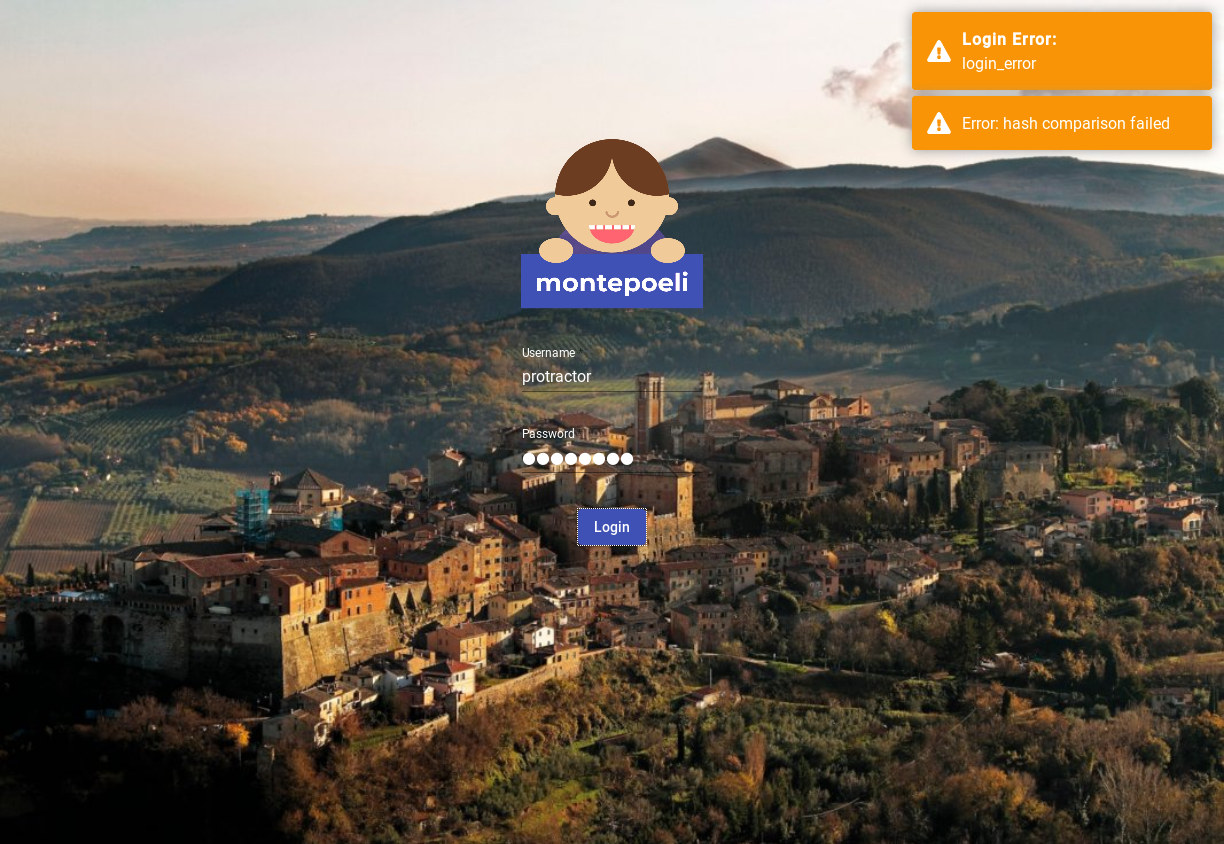 Login Error:
login_error
Error: hash comparison failed
montepoeli
Username
protractor
Password
Login